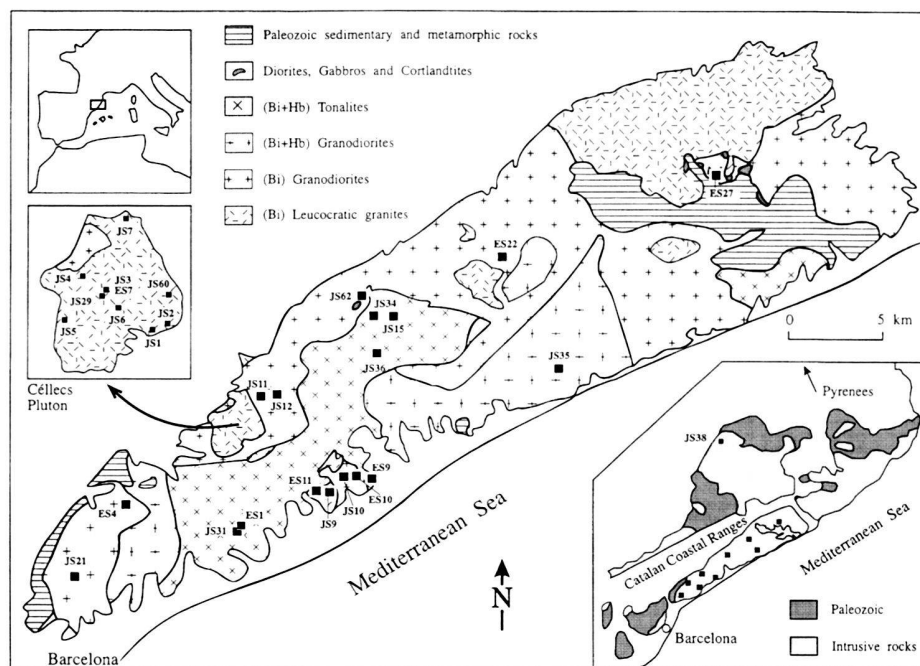 Paleozoic sedimentary and metamorphic rocks
Diorites, Gabbros and Cortlandtites
(Bi+Hb) Tonalites
(Bi+Hb) Granodiorites
(Bi) Granodiorites
(Bi) Leucocratic granites
JS7
JS4
JS3
ES7
JS60
JS29
JS6
JS2
JS5
JS1
Céllecs
Pluton
ES27
ES22
JS62
JS34
JS15
JS36
JS35
JS11
JS12
ES9
ES11
ES10
JS10
JS9
ES4
ES1
JS31
JS21
0 5 km
Mediterranean Sea
N
Barcelona
Pyrenees
JS38
Catalan Coastal Ranges
Mediterranean Sea
Barcelona
Paleozoic
Intrusive rocks